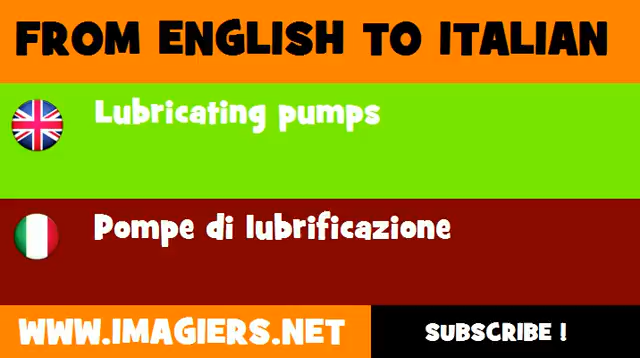 FROM ENGLISH TO ITALIAN
Lubricating pumps
Pompe di lubrificazione
WWW.IMAGIERS.NET
SUBSCRIBE !